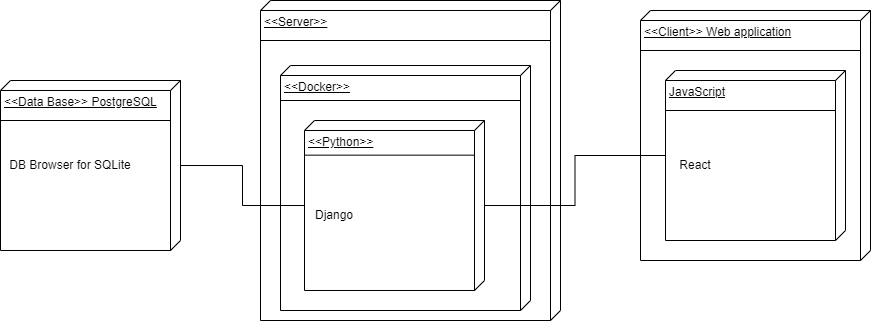 <<Server>>
<<Client>> Web application
<<Docker>>
<<Data Base>> PostgreSQL
JavaScript
<<Python>>
DB Browser for SQLite
React
Django